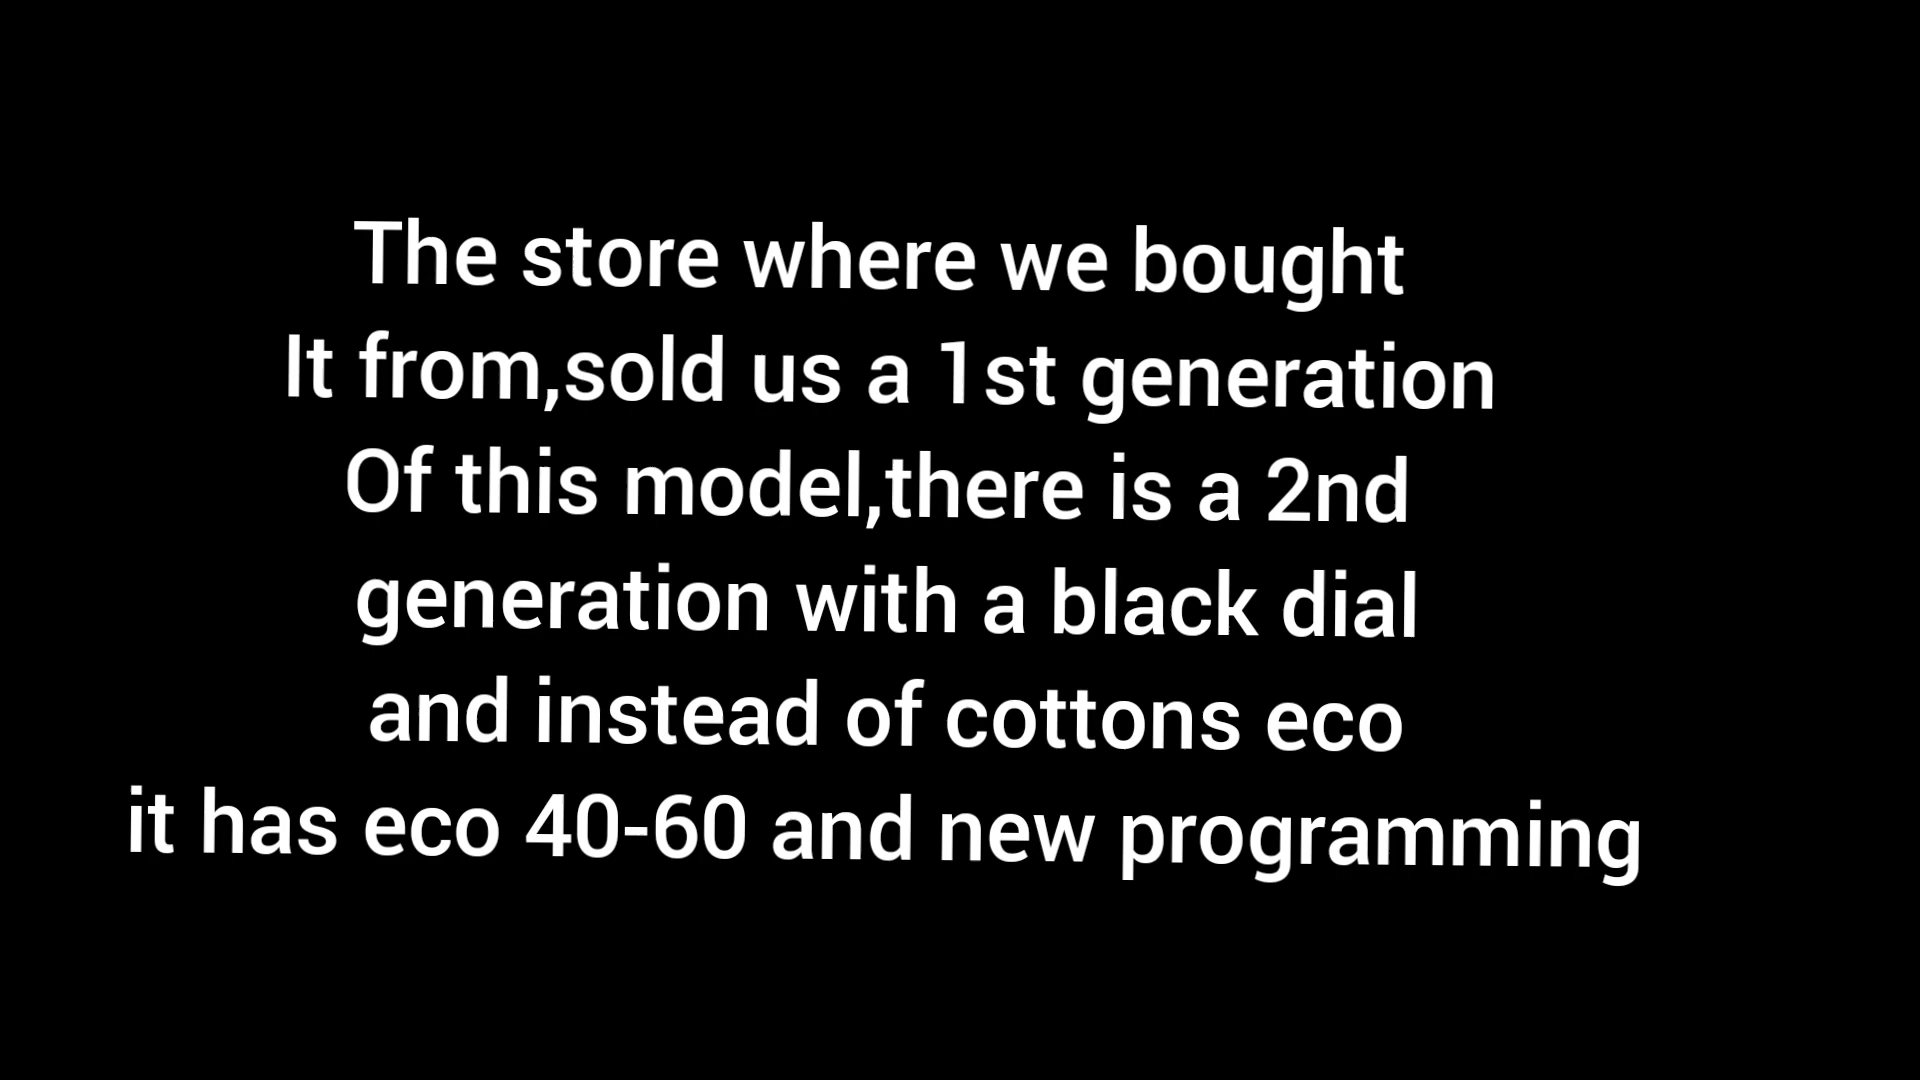 The store where we bought
It from,sold us a 1st generation
Of this model,there is a 2nd
generation with a black dial
and instead of cottons eco
it has eco 40-60 and new programming